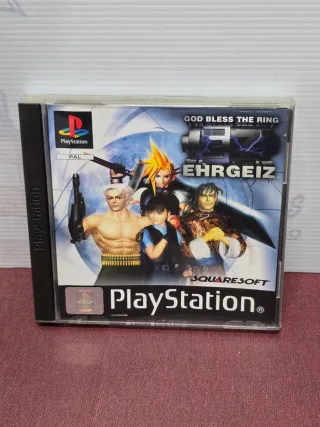 GOD BLESS THE RING
EHRGEIZ
PlayStation
PAL
PlayStation
SQUARESOFT
PlayStation®